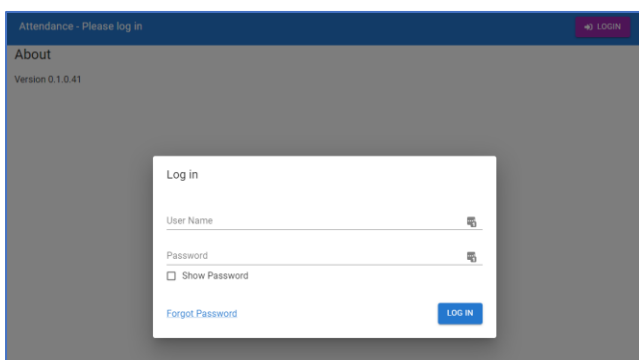 Attendance - Please log in
LOGIN
About
Version 0.1.0.41
Log in
User Name
Password
Show Password
Forgot Password
LOG IN